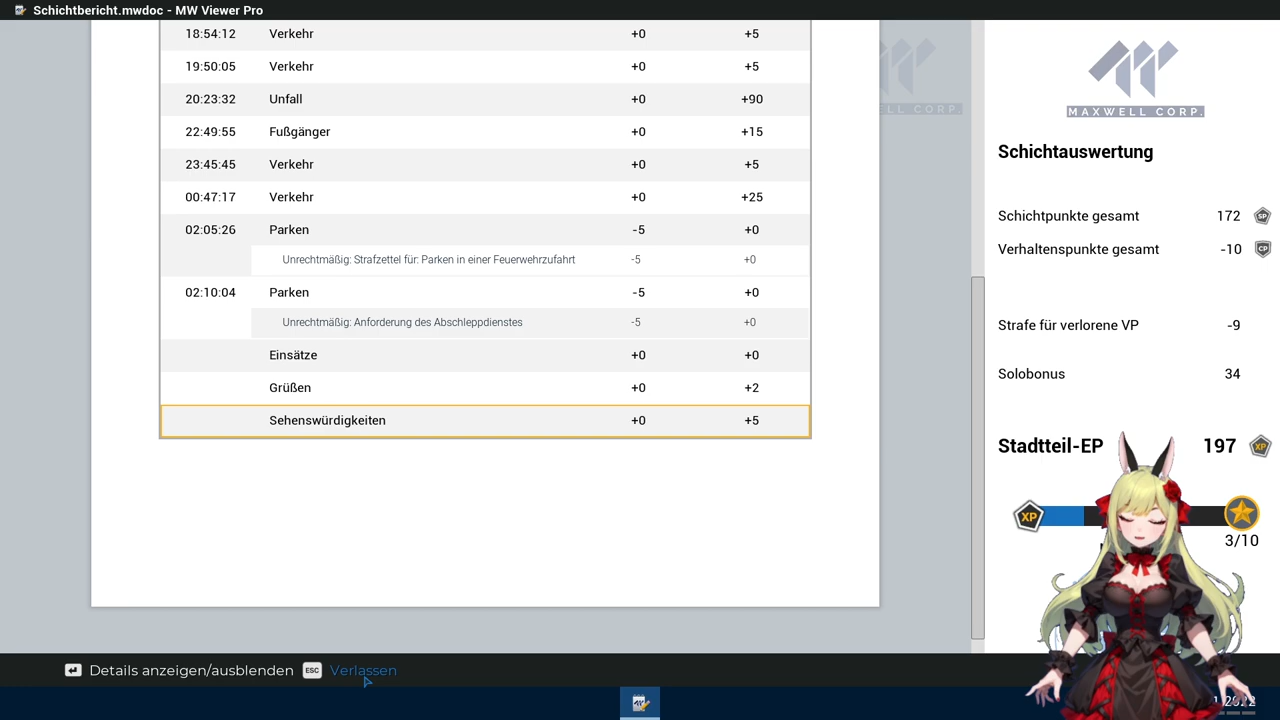 Schichtbericht.mwdoc - MW Viewer Pro
18:54:12 Verkehr +0 +5
19:50:05 Verkehr +0 +5
20:23:32 Unfall +0 +90
22:49:55 Fußgänger +0 +15
23:45:45 Verkehr +0 +5
00:47:17 Verkehr +0 +25
02:05:26 Parken -5 +0
Unrechtmäßig: Strafzettel für: Parken in einer Feuerwehrzufahrt -5 +0
02:10:04 Parken -5 +0
Unrechtmäßig: Anforderung des Abschleppdienstes -5 +0
Einsätze +0 +0
Grüßen +0 +2
Sehenswürdigkeiten +0 +5
ELL CORP.
MAXWELL CORP.
Schichtauswertung
Schichtpunkte gesamt 172 SP
Verhaltenspunkte gesamt -10 CP
Strafe für verlorene VP -9
Solobonus 34
Stadtteil-EP 197 XP
XP
3/10
Details anzeigen/ausblenden ESC Verlassen